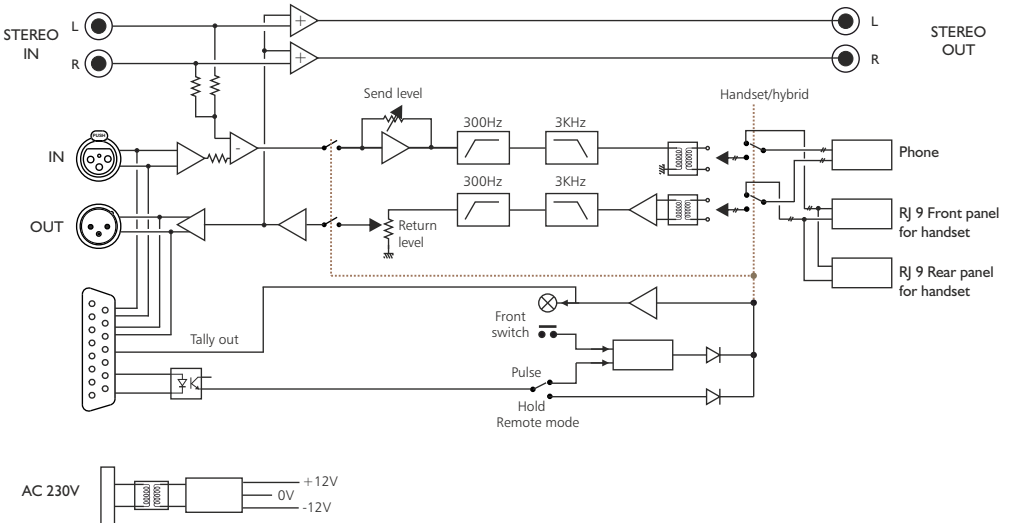 STEREO
IN
L
R
+
+
L
R
STEREO
OUT
Send level
Handset/hybrid
PUSH
IN
-
300Hz
3KHz
Phone
300Hz
3KHz
OUT
Return
level
RJ 9 Front panel
for handset
RJ 9 Rear panel
for handset
Tally out
Front
switch
Pulse
Hold
Remote mode
AC 230V
+12V
0V
-12V